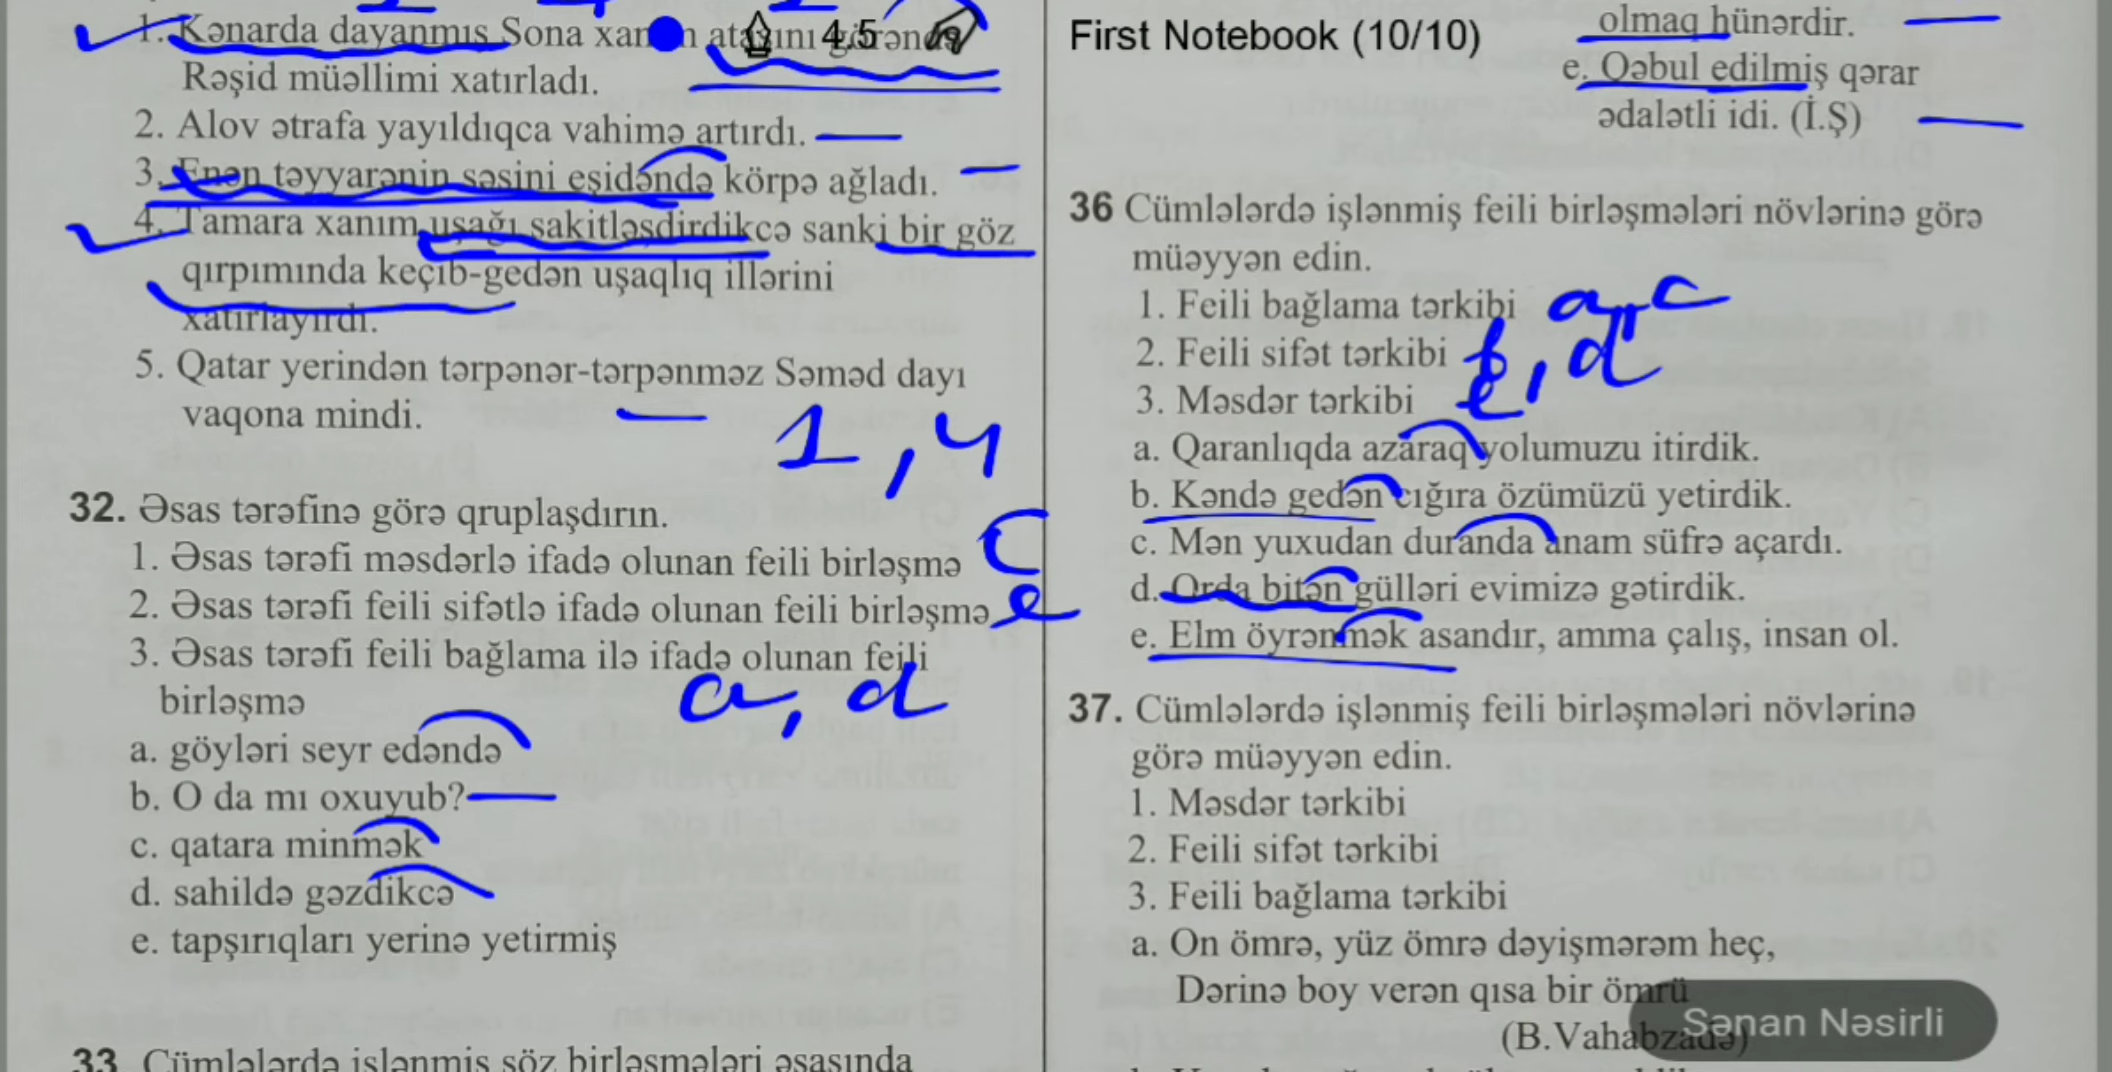 1. Kənarda dayanmış Sona xanım atasını görəndə
Rəşid müəllimi xatırladı.
2. Alov ətrafa yayıldıqca vahimə artırdı.
3. Enən təyyarənin səsini eşidəndə körpə ağladı.
4. Tamara xanım uşağı sakitləşdirdikcə sanki bir göz
qırpımında keçib-gedən uşaqlıq illərini
xatırlayırdı.
5. Qatar yerindən tərpənər-tərpənməz Səməd dayı
vaqona mindi.
1, 4
32. Əsas tərəfinə görə qruplaşdırın.
1. Əsas tərəfi məsdərlə ifadə olunan feili birləşmə c
2. Əsas tərəfi feili sifətlə ifadə olunan feili birləşmə e
3. Əsas tərəfi feili bağlama ilə ifadə olunan feili
birləşmə a, d
a. göyləri seyr edəndə
b. O da mı oxuyub?
c. qatara minmək
d. sahildə gəzdikcə
e. tapşırıqları yerinə yetirmiş
33 Cümlələrdə işlənmiş söz birləşmələri əsasında
4,5
First Notebook (10/10)
olmaq hünərdir.
e. Qəbul edilmiş qərar
ədalətli idi. (İ.Ş)
36 Cümlələrdə işlənmiş feili birləşmələri növlərinə görə
müəyyən edin.
1. Feili bağlama tərkibi a, c
2. Feili sifət tərkibi b, d
3. Məsdər tərkibi e
a. Qaranlıqda azaraq yolumuzu itirdik.
b. Kəndə gedən cığıra özümüzü yetirdik.
c. Mən yuxudan duranda anam süfrə açardı.
d. Orda bitən gülləri evimizə gətirdik.
e. Elm öyrənmək asandır, amma çalış, insan ol.
37. Cümlələrdə işlənmiş feili birləşmələri növlərinə
görə müəyyən edin.
1. Məsdər tərkibi
2. Feili sifət tərkibi
3. Feili bağlama tərkibi
a. On ömrə, yüz ömrə dəyişmərəm heç,
Dərinə boy verən qısa bir ömrü
(B.Vahabzadə)
Sənan Nəsirli